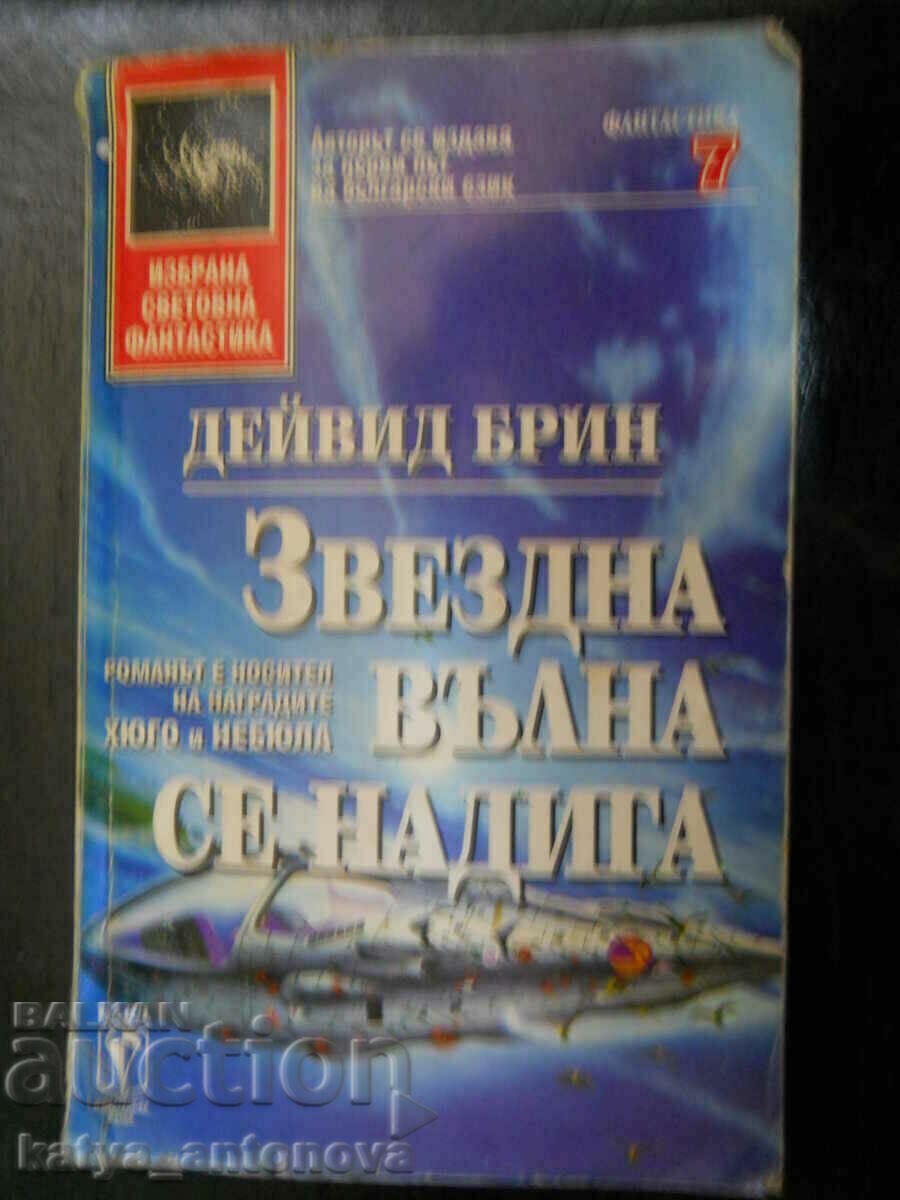 ИЗБРАНА
СВЕТОВНА
ФАНТАСТИКА
Авторът се издава
за първи път
на български език
ФАНТАСТИКА
7
ДЕЙВИД БРИН
ЗВЕЗДНА
ВЪЛНА
СЕ НАДИГА
РОМАНЪТ Е НОСИТЕЛ
НА НАГРАДИТЕ
ХЮГО и НЕБЮЛА
BALKAN
auction
katya_antonova